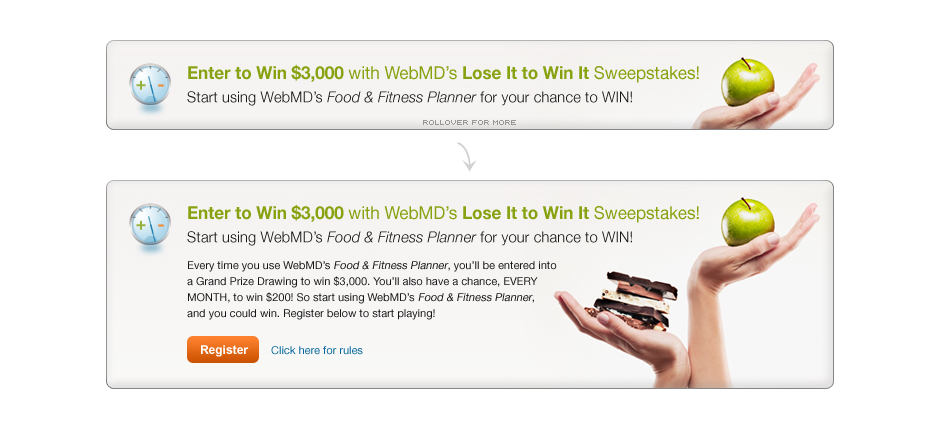 Enter to Win $3,000 with WebMD's Lose It to Win It Sweepstakes!
Start using WebMD's Food & Fitness Planner for your chance to WIN!
ROLLOVER FOR MORE
Enter to Win $3,000 with WebMD's Lose It to Win It Sweepstakes!
Start using WebMD's Food & Fitness Planner for your chance to WIN!
Every time you use WebMD's Food & Fitness Planner, you'll be entered into
a Grand Prize Drawing to win $3,000. You'll also have a chance, EVERY
MONTH, to win $200! So start using WebMD's Food & Fitness Planner,
and you could win. Register below to start playing!
Register Click here for rules